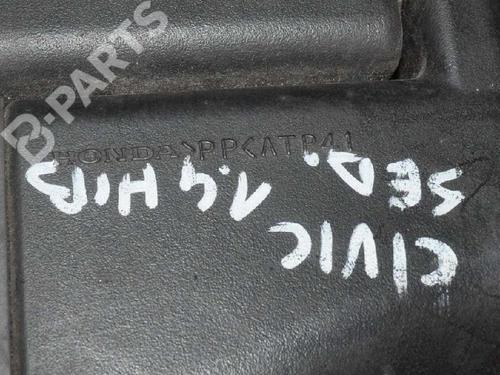 B-PARTS
HONDA >PP< ATP41
CIVIC
SED. 1.4 HIB